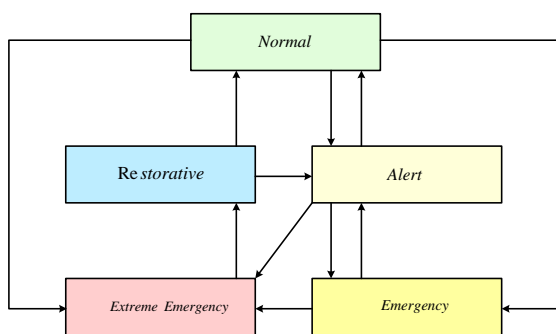 Normal
Re storative
Alert
Extreme Emergency
Emergency